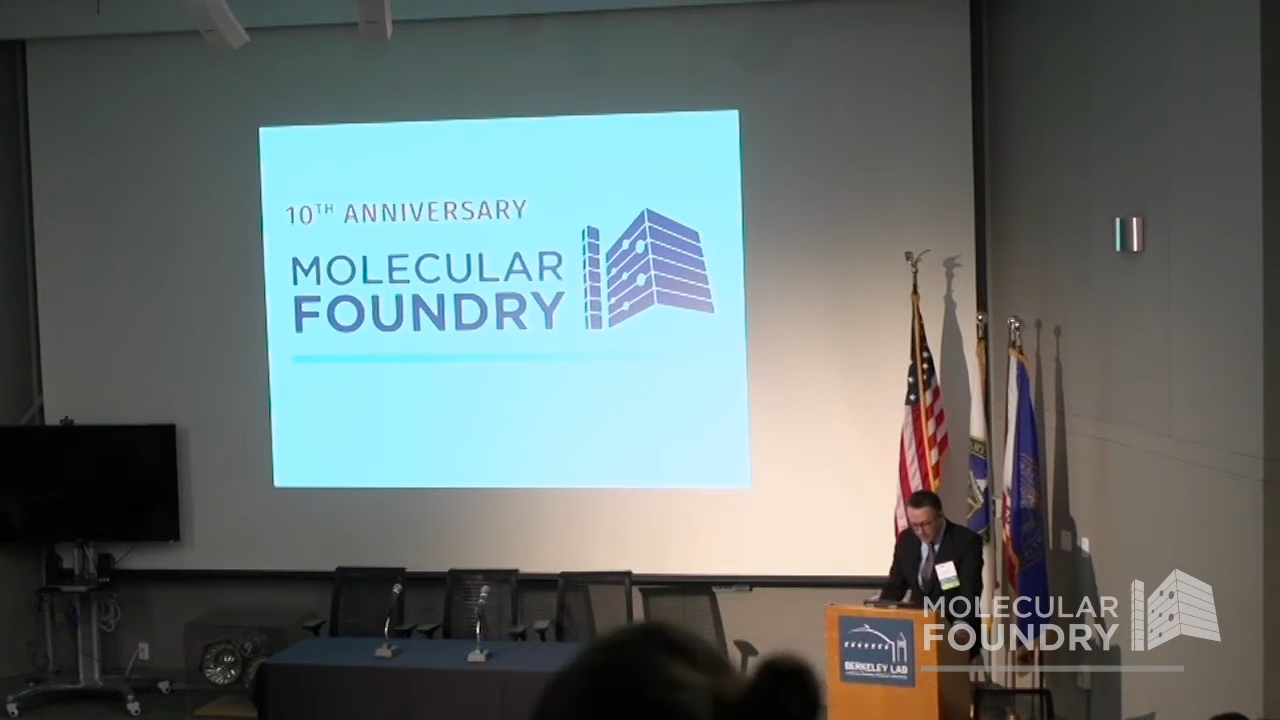 10TH ANNIVERSARY
MOLECULAR
FOUNDRY
BERKELEY LAB
MOLECULAR
FOUNDRY